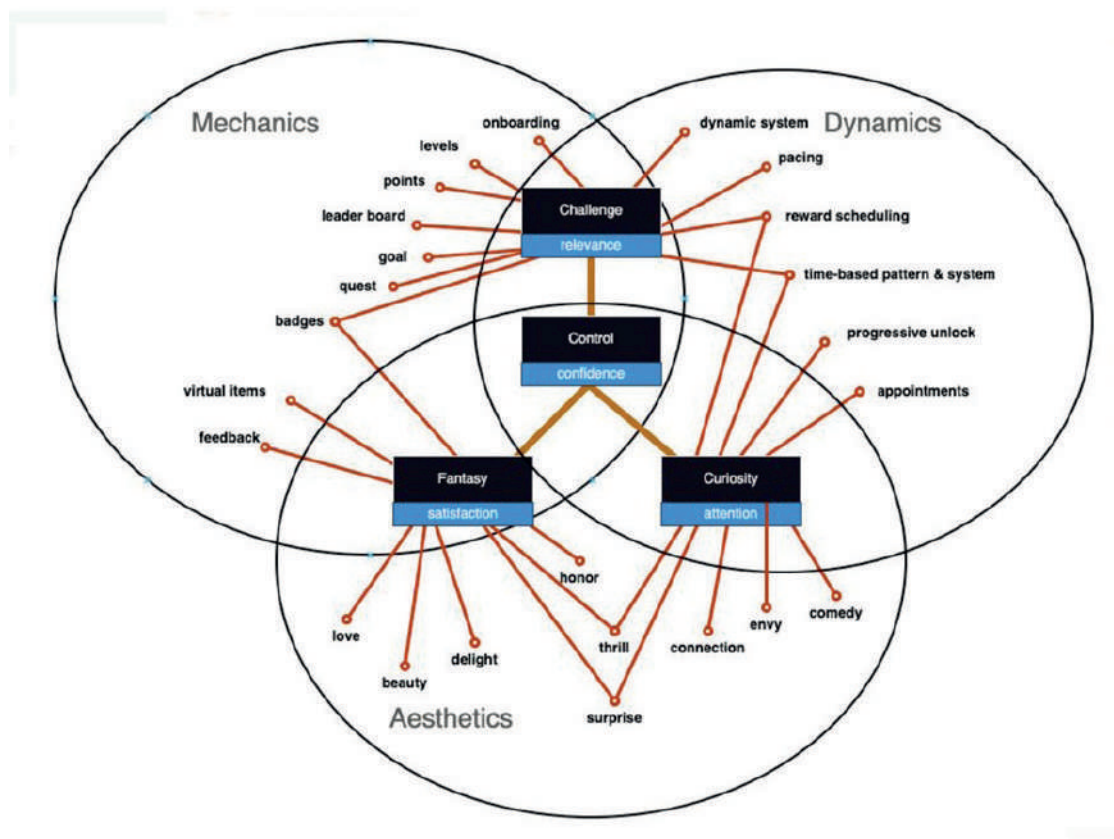 Mechanics
Dynamics
onboarding
dynamic system
levels
pacing
points
Challenge
leader board
reward scheduling
relevance
goal
time-based pattern & system
quest
badges
Control
progressive unlock
confidence
virtual items
appointments
feedback
Fantasy
Curiosity
satisfaction
attention
honor
love
comedy
envy
thrill
connection
delight
beauty
surprise
Aesthetics